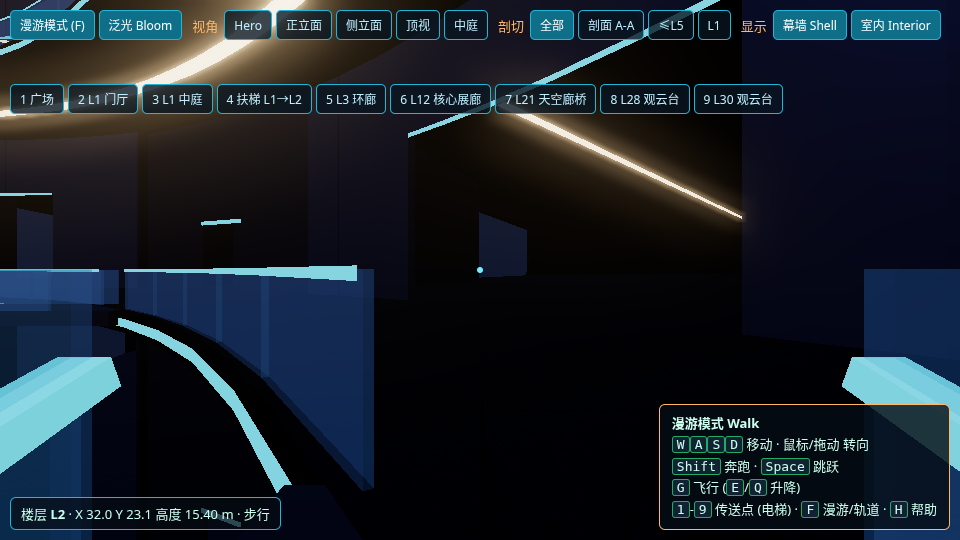 漫游模式 (F) 泛光 Bloom 视角 Hero 正立面 侧立面 顶视 中庭 剖切 全部 剖面 A-A ≤L5 L1 显示 幕墙 Shell 室内 Interior
1 广场 2 L1 门厅 3 L1 中庭 4 扶梯 L1→L2 5 L3 环廊 6 L12 核心展廊 7 L21 天空廊桥 8 L28 观云台 9 L30 观云台
漫游模式 Walk
W A S D 移动 · 鼠标/拖动 转向
Shift 奔跑 · Space 跳跃
G 飞行 (E/Q 升降)
1-9 传送点 (电梯) · F 漫游/轨道 · H 帮助
楼层 L2 · X 32.0 Y 23.1 高度 15.40 m · 步行